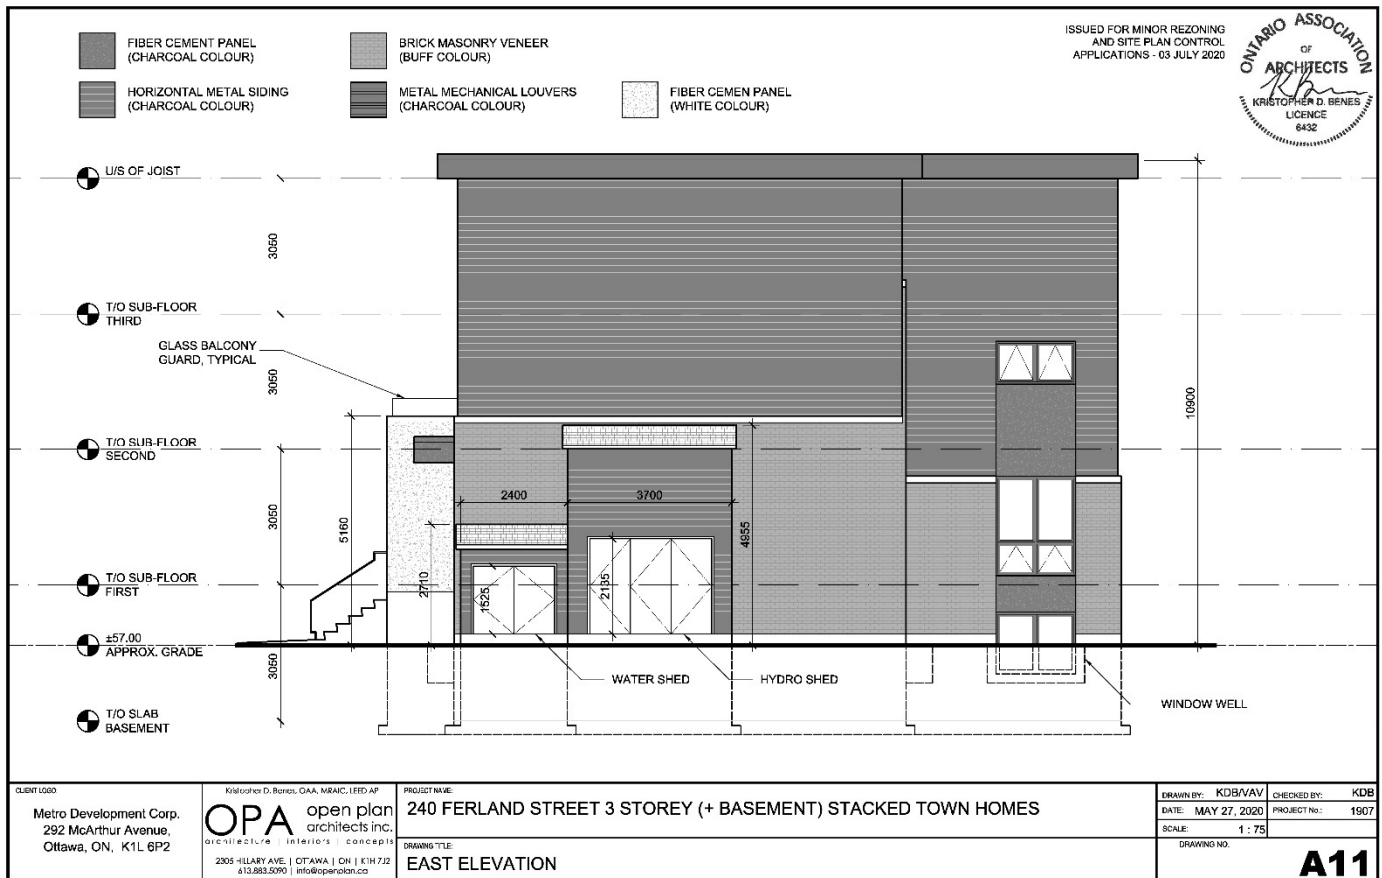 FIBER CEMENT PANEL
(CHARCOAL COLOUR)
BRICK MASONRY VENEER
(BUFF COLOUR)
HORIZONTAL METAL SIDING
(CHARCOAL COLOUR)
METAL MECHANICAL LOUVERS
(CHARCOAL COLOUR)
FIBER CEMEN PANEL
(WHITE COLOUR)
ISSUED FOR MINOR REZONING
AND SITE PLAN CONTROL
APPLICATIONS - 03 JULY 2020
ONTARIO ASSOCIATION
OF
ARCHITECTS
KRISTOPHER D. BENES
LICENCE
6432
U/S OF JOIST
3050
T/O SUB-FLOOR
THIRD
GLASS BALCONY
GUARD, TYPICAL
3050
10900
T/O SUB-FLOOR
SECOND
3050
5160
2400
3700
4955
2710
1525
2135
T/O SUB-FLOOR
FIRST
±57.00
APPROX. GRADE
3050
WATER SHED
HYDRO SHED
WINDOW WELL
T/O SLAB
BASEMENT
CLIENT LOGO:
Metro Development Corp.
292 McArthur Avenue,
Ottawa, ON, K1L 6P2
Kristopher D. Benes, OAA, MRAIC, LEED AP
OPA open plan
architects inc.
architecture | interiors | concepts
2305 HILLARY AVE. | OTTAWA | ON | K1H 7J2
613.883.5090 | info@openplan.ca
PROJECT NAME:
240 FERLAND STREET 3 STOREY (+ BASEMENT) STACKED TOWN HOMES
DRAWING TITLE:
EAST ELEVATION
DRAWN BY: KDB/VAV CHECKED BY: KDB
DATE: MAY 27, 2020 PROJECT No.: 1907
SCALE: 1 : 75
DRAWING NO.
A11